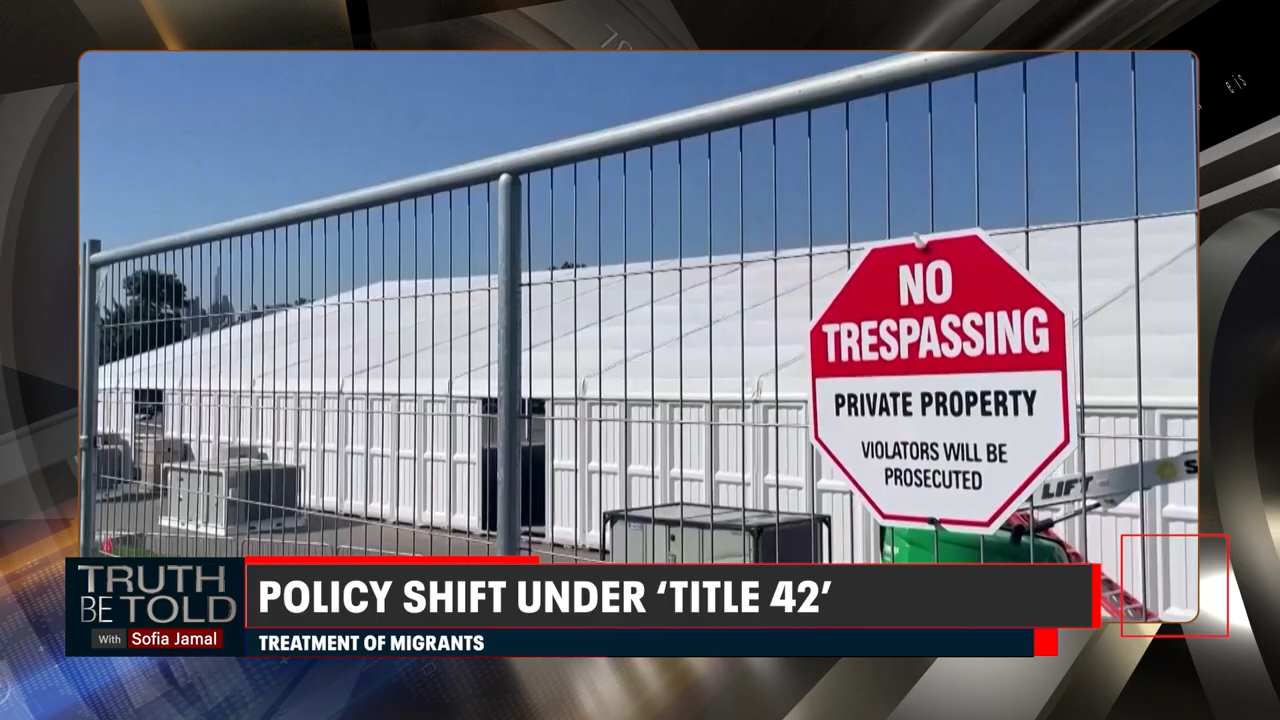 NO
TRESPASSING
PRIVATE PROPERTY
VIOLATORS WILL BE
PROSECUTED
LIFT
TRUTH
BE TOLD
With Sofia Jamal
POLICY SHIFT UNDER ‘TITLE 42’
TREATMENT OF MIGRANTS